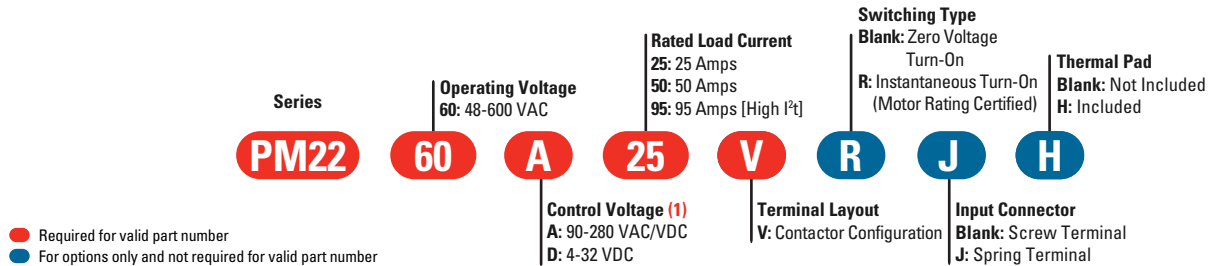 Switching Type
Blank: Zero Voltage
Turn-On
R: Instantaneous Turn-On
(Motor Rating Certified)
Rated Load Current
25: 25 Amps
50: 50 Amps
95: 95 Amps [High I²t]
Thermal Pad
Blank: Not Included
H: Included
Operating Voltage
60: 48-600 VAC
Series
PM22 60 A 25 V R J H
Control Voltage (1)
A: 90-280 VAC/VDC
D: 4-32 VDC
Terminal Layout
V: Contactor Configuration
Input Connector
Blank: Screw Terminal
J: Spring Terminal
Required for valid part number
For options only and not required for valid part number